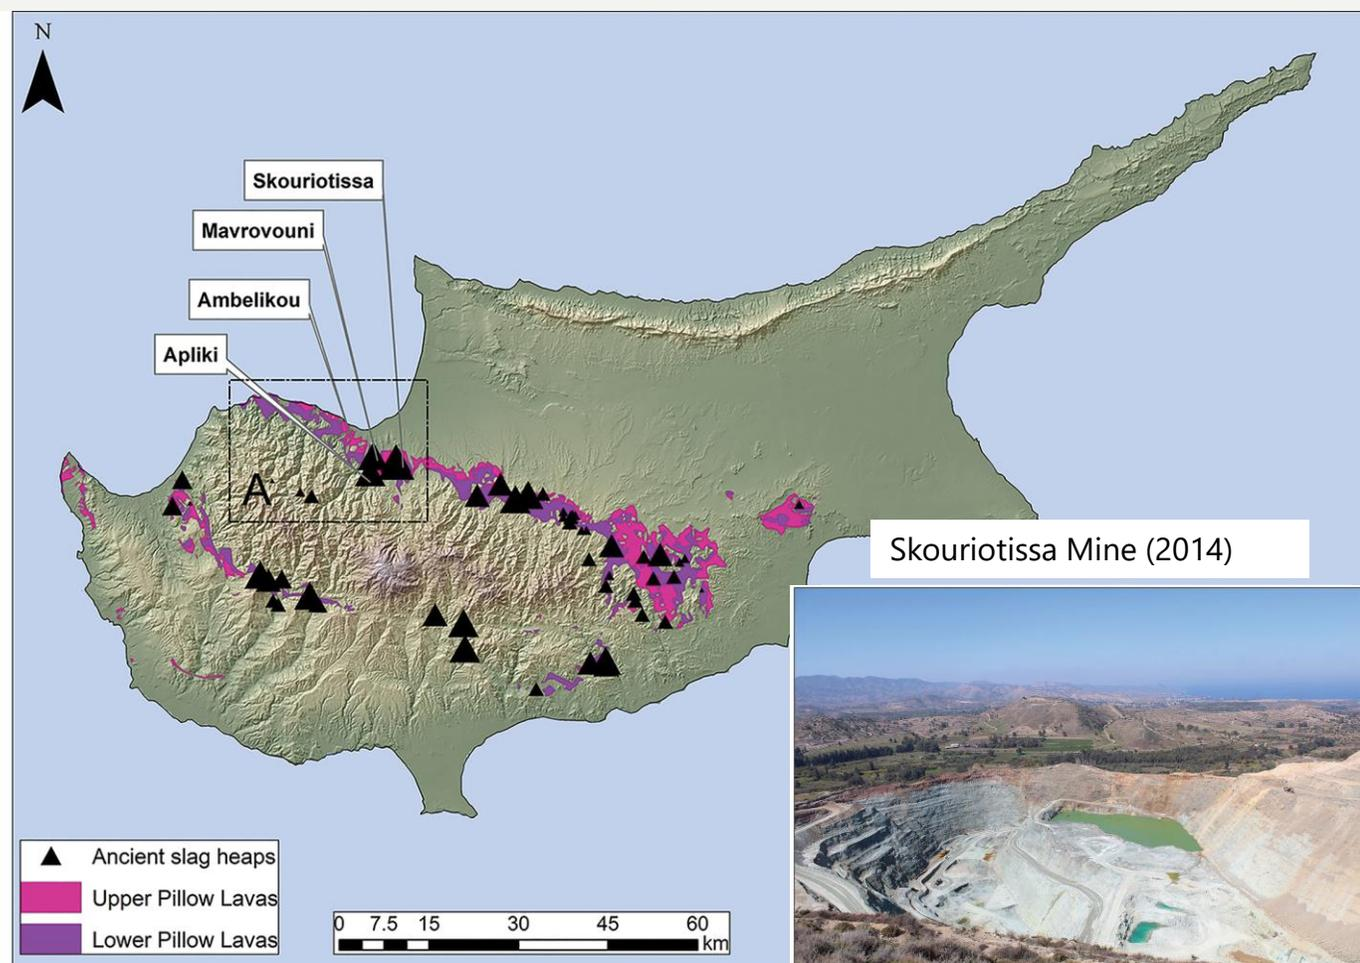 N
Skouriotissa
Mavrovouni
Ambelikou
Apliki
A
Skouriotissa Mine (2014)
Ancient slag heaps
Upper Pillow Lavas
Lower Pillow Lavas
0 7.5 15 30 45 60
km